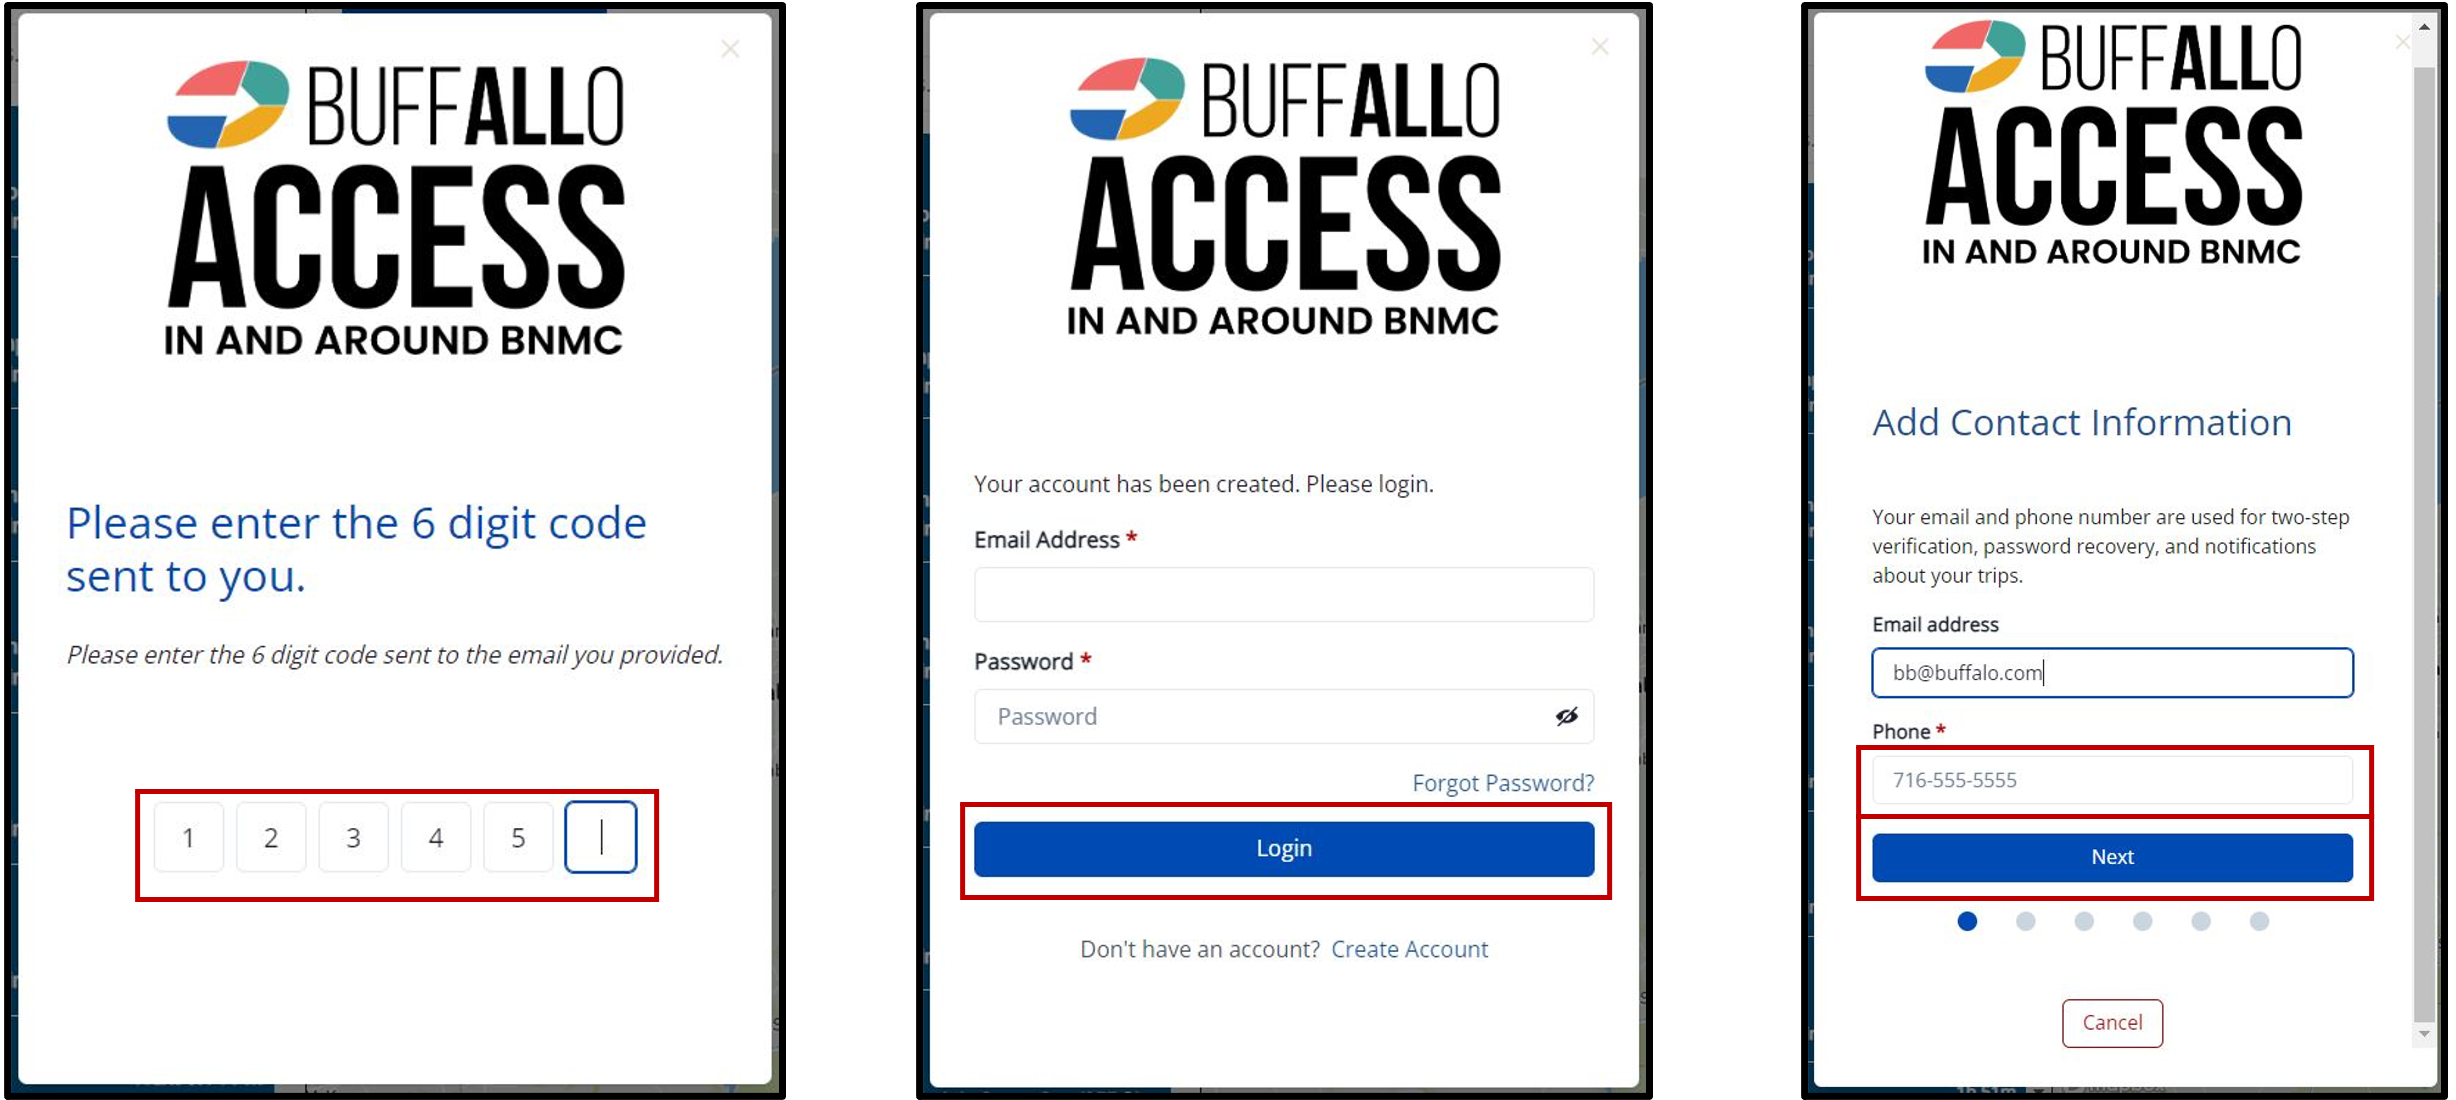 BUFFALLO
ACCESS
IN AND AROUND BNMC
Please enter the 6 digit code
sent to you.
Please enter the 6 digit code sent to the email you provided.
1 2 3 4 5
BUFFALLO
ACCESS
IN AND AROUND BNMC
Your account has been created. Please login.
Email Address *
Password *
Password
Forgot Password?
Login
Don't have an account? Create Account
BUFFALLO
ACCESS
IN AND AROUND BNMC
Add Contact Information
Your email and phone number are used for two-step
verification, password recovery, and notifications
about your trips.
Email address
bb@buffalo.com
Phone *
716-555-5555
Next
Cancel